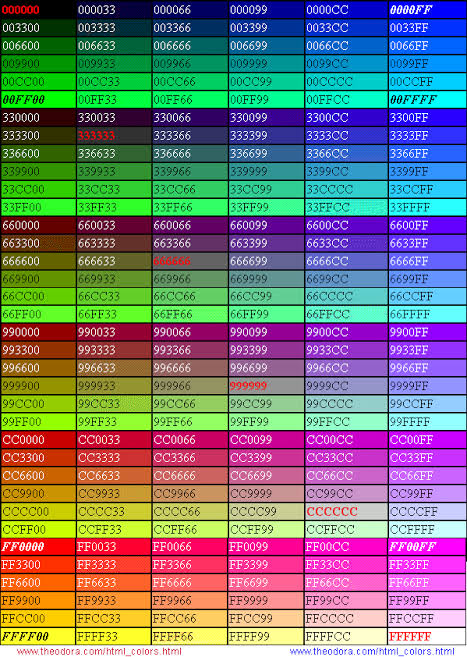 000000 000033 000066 000099 0000CC 0000FF
003300 003333 003366 003399 0033CC 0033FF
006600 006633 006666 006699 0066CC 0066FF
009900 009933 009966 009999 0099CC 0099FF
00CC00 00CC33 00CC66 00CC99 00CCCC 00CCFF
00FF00 00FF33 00FF66 00FF99 00FFCC 00FFFF
330000 330033 330066 330099 3300CC 3300FF
333300 333333 333366 333399 3333CC 3333FF
336600 336633 336666 336699 3366CC 3366FF
339900 339933 339966 339999 3399CC 3399FF
33CC00 33CC33 33CC66 33CC99 33CCCC 33CCFF
33FF00 33FF33 33FF66 33FF99 33FFCC 33FFFF
660000 660033 660066 660099 6600CC 6600FF
663300 663333 663366 663399 6633CC 6633FF
666600 666633 666666 666699 6666CC 6666FF
669900 669933 669966 669999 6699CC 6699FF
66CC00 66CC33 66CC66 66CC99 66CCCC 66CCFF
66FF00 66FF33 66FF66 66FF99 66FFCC 66FFFF
990000 990033 990066 990099 9900CC 9900FF
993300 993333 993366 993399 9933CC 9933FF
996600 996633 996666 996699 9966CC 9966FF
999900 999933 999966 999999 9999CC 9999FF
99CC00 99CC33 99CC66 99CC99 99CCCC 99CCFF
99FF00 99FF33 99FF66 99FF99 99FFCC 99FFFF
CC0000 CC0033 CC0066 CC0099 CC00CC CC00FF
CC3300 CC3333 CC3366 CC3399 CC33CC CC33FF
CC6600 CC6633 CC6666 CC6699 CC66CC CC66FF
CC9900 CC9933 CC9966 CC9999 CC99CC CC99FF
CCCC00 CCCC33 CCCC66 CCCC99 CCCCCC CCCCFF
CCFF00 CCFF33 CCFF66 CCFF99 CCFFCC CCFFFF
FF0000 FF0033 FF0066 FF0099 FF00CC FF00FF
FF3300 FF3333 FF3366 FF3399 FF33CC FF33FF
FF6600 FF6633 FF6666 FF6699 FF66CC FF66FF
FF9900 FF9933 FF9966 FF9999 FF99CC FF99FF
FFCC00 FFCC33 FFCC66 FFCC99 FFCCCC FFCCFF
FFFF00 FFFF33 FFFF66 FFFF99 FFFFCC FFFFFF
www.theodora.com/html_colors.html www.theodora.com/html_colors.html